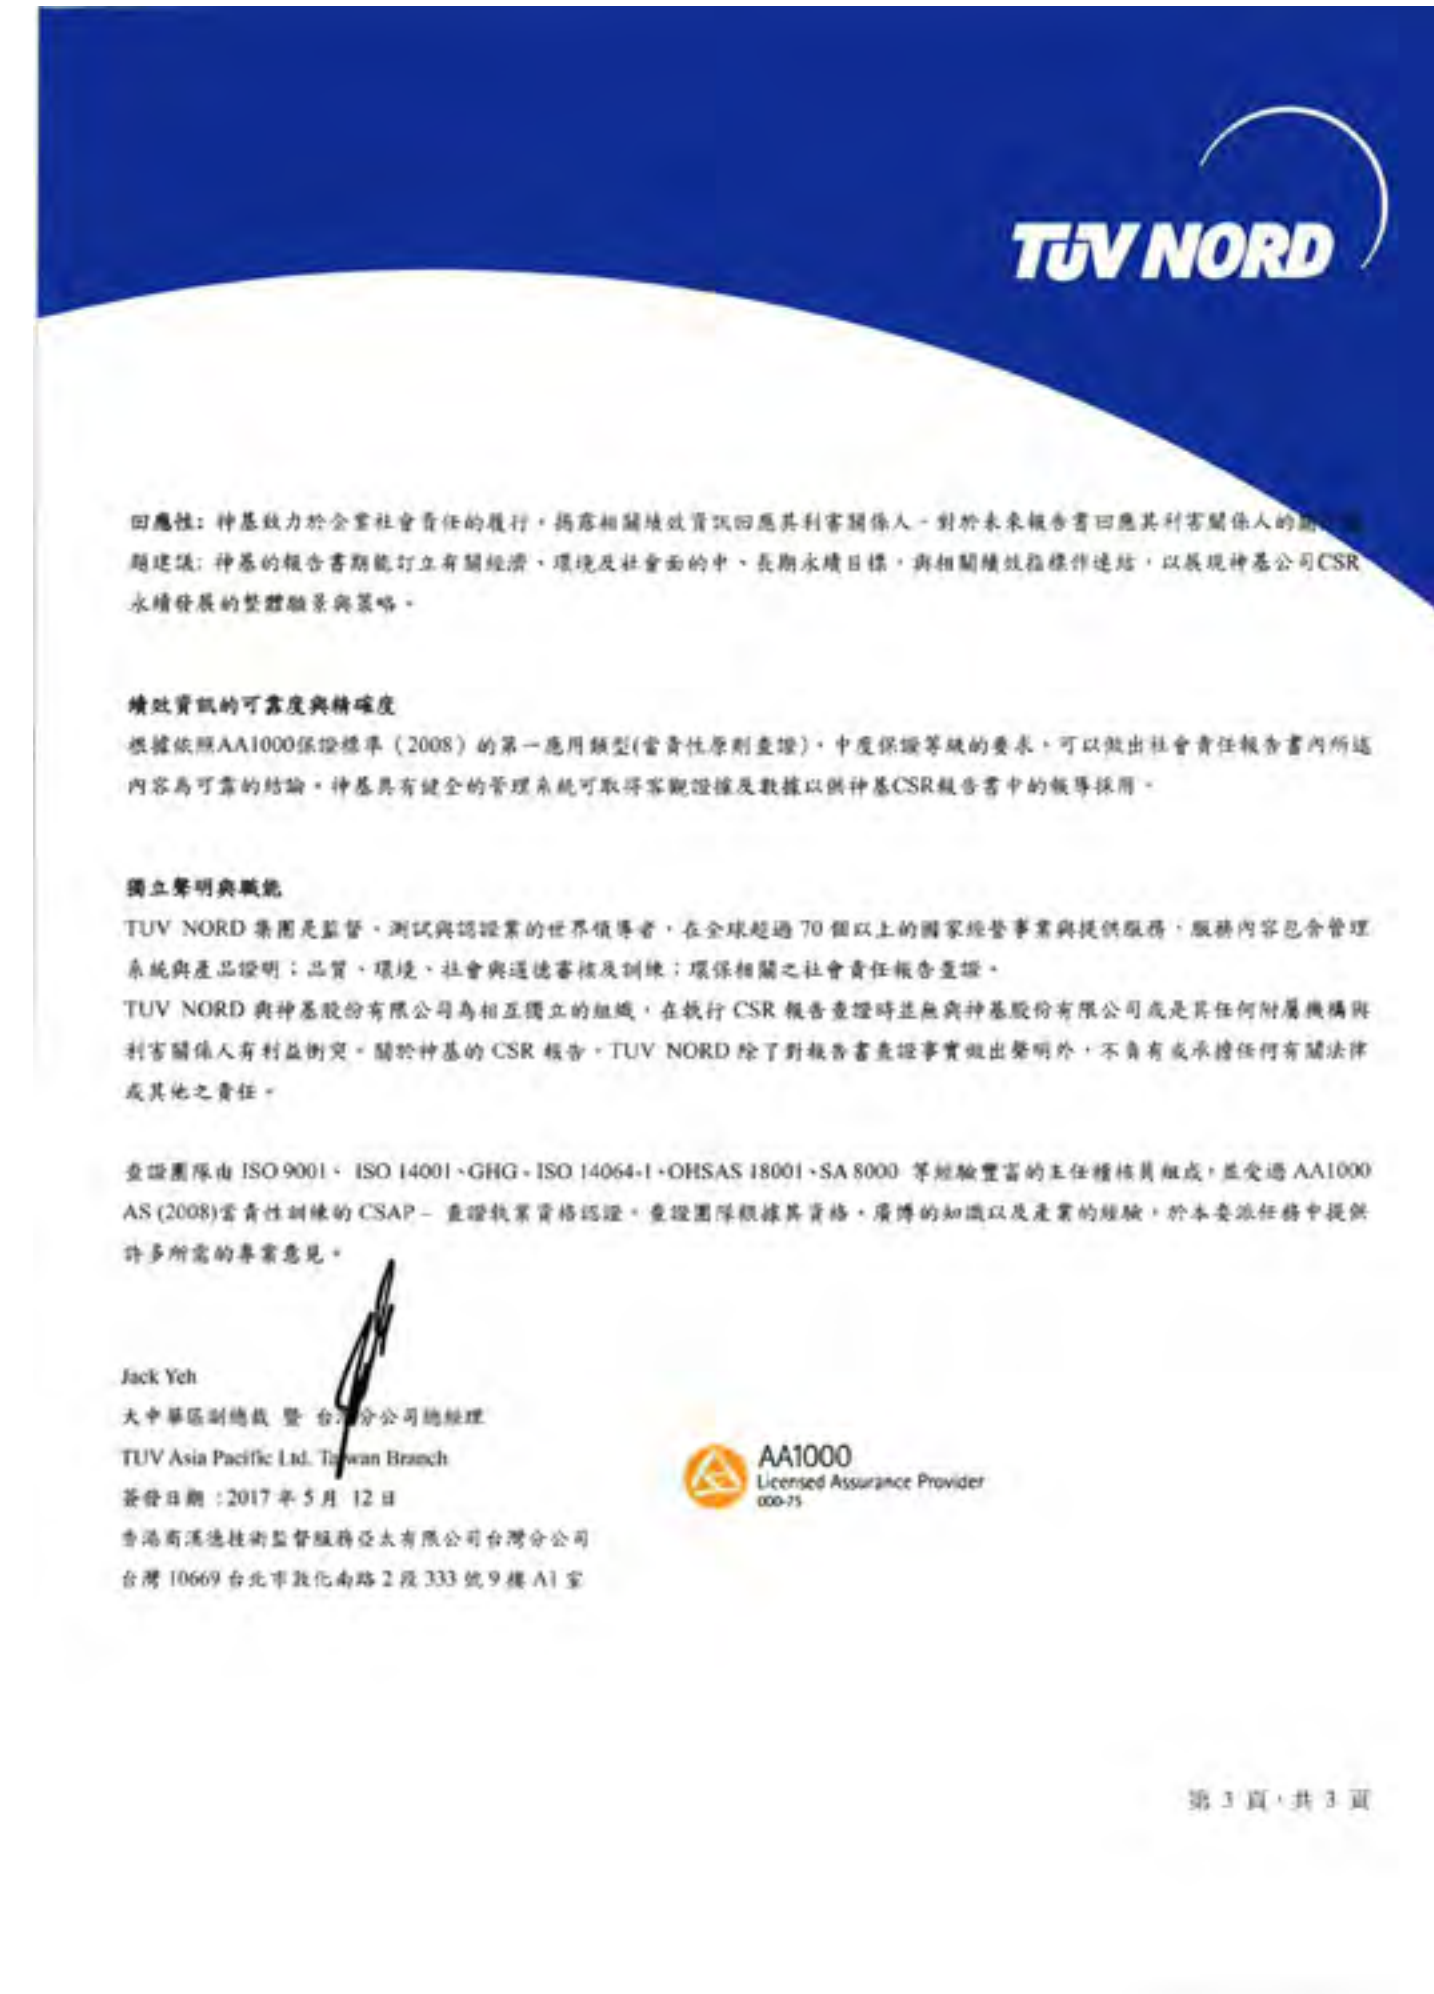 TÜV NORD
回應性: 神基致力於企業社會責任的履行，揭露相關績效資訊回應其利害關係人。對於未來報告書回應其利害關係人的
題建議: 神基的報告書期能訂立有關經濟、環境及社會面的中、長期永續目標，與相關績效指標作連結，以展現神基公司CSR
永續發展的整體願景與策略。
績效資訊的可靠度與精確度
根據依照AA1000保證標準（2008）的第一應用類型(當責性原則查證)，中度保證等級的要求，可以做出社會責任報告書內所述
內容為可靠的結論。神基具有健全的管理系統可取得客觀證據及數據以供神基CSR報告書中的報導採用。
獨立聲明與職能
TUV NORD 集團是監督、測試與認證業的世界領導者，在全球超過 70 個以上的國家經營事業與提供服務，服務內容包含管理
系統與產品證明；品質、環境、社會與道德審核及訓練；環保相關之社會責任報告查證。
TUV NORD 與神基股份有限公司為相互獨立的組織，在執行 CSR 報告查證時並無與神基股份有限公司或是其任何附屬機構與
利害關係人有利益衝突。關於神基的 CSR 報告，TUV NORD 除了對報告書查證事實做出聲明外，不負有或承擔任何有關法律
或其他之責任。
查證團隊由 ISO 9001、 ISO 14001、GHG、ISO 14064-1、OHSAS 18001、SA 8000 等經驗豐富的主任稽核員組成，並受過 AA1000
AS (2008)當責性訓練的 CSAP – 查證執業資格認證。查證團隊根據其資格，廣博的知識以及產業的經驗，於本委派任務中提供
許多所需的專業意見。
Jack Yeh
大中華區副總裁 暨 台灣分公司總經理
TUV Asia Pacific Ltd. Taiwan Branch
簽發日期 :2017 年 5 月 12 日
香港商漢德技術監督服務亞太有限公司台灣分公司
台灣 10669 台北市敦化南路 2 段 333 號 9 樓 A1 室
AA1000
Licensed Assurance Provider
000-75
第 3 頁，共 3 頁